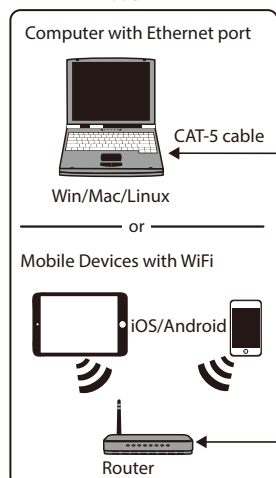 Computer with Ethernet port
CAT-5 cable
Win/Mac/Linux
or
Mobile Devices with WiFi
iOS/Android
Router